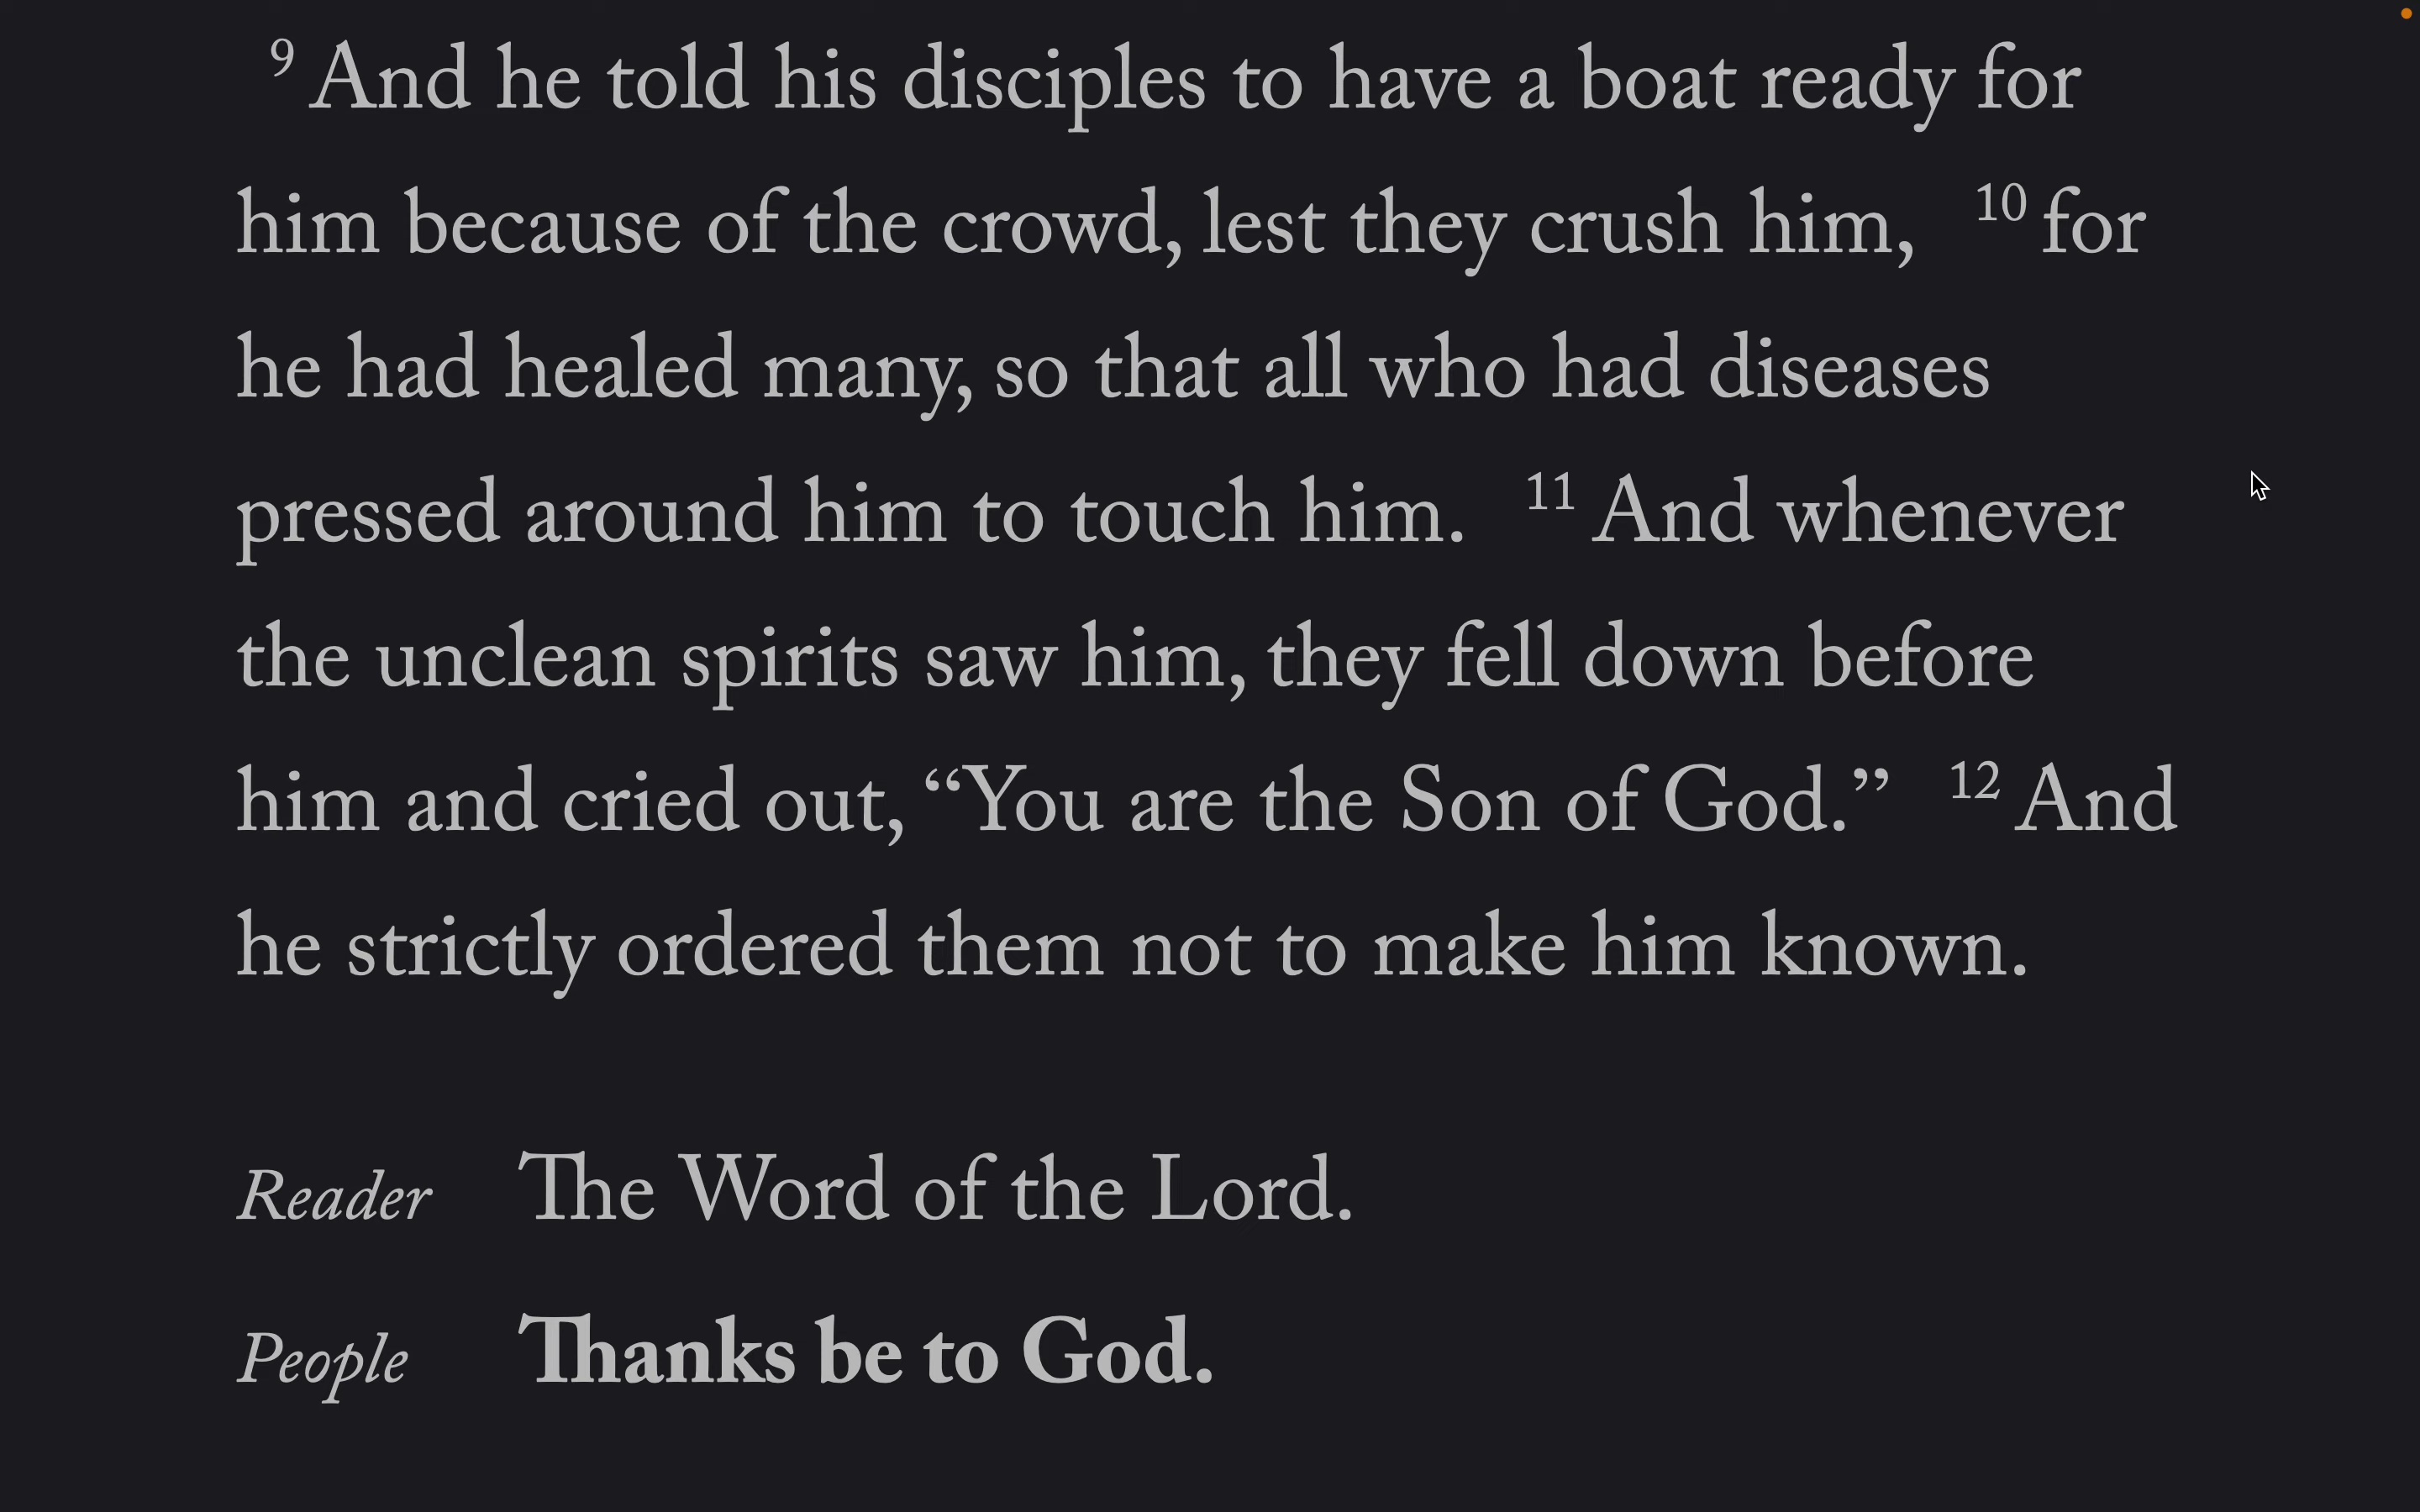 9 And he told his disciples to have a boat ready for
him because of the crowd, lest they crush him, 10 for
he had healed many, so that all who had diseases
pressed around him to touch him. 11 And whenever
the unclean spirits saw him, they fell down before
him and cried out, “You are the Son of God.” 12 And
he strictly ordered them not to make him known.
Reader The Word of the Lord.
People Thanks be to God.